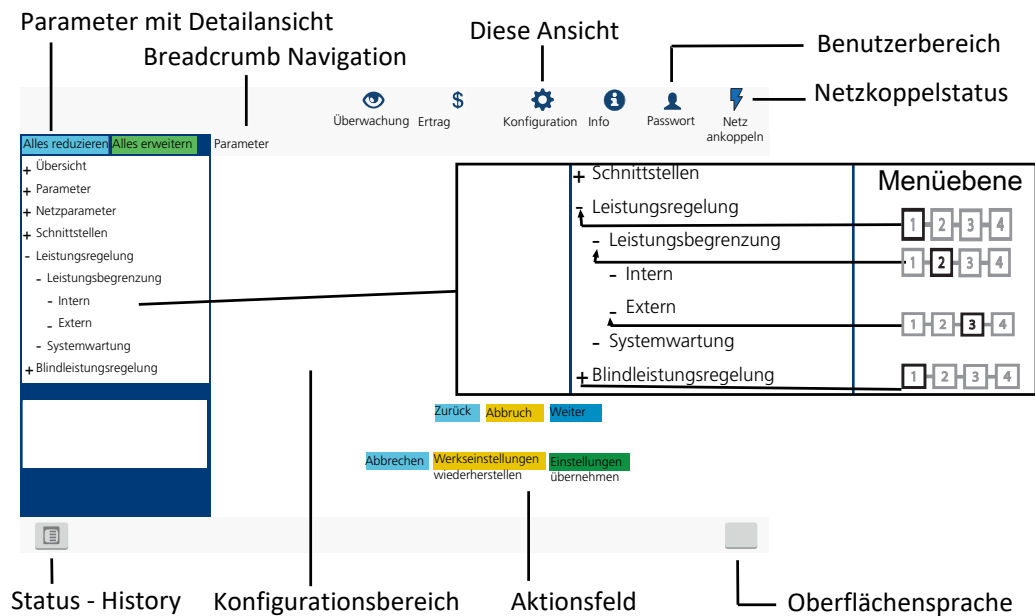 Parameter mit Detailansicht
Breadcrumb Navigation
Diese Ansicht
Benutzerbereich
Netzkoppelstatus
$
Überwachung Ertrag Konfiguration Info Passwort Netz
ankoppeln
Alles reduzieren Alles erweitern Parameter
+ Übersicht
+ Parameter
+ Netzparameter
+ Schnittstellen
- Leistungsregelung
- Leistungsbegrenzung
- Intern
- Extern
- Systemwartung
+ Blindleistungsregelung
+ Schnittstellen
Menüebene
- Leistungsregelung
1 2 3 4
- Leistungsbegrenzung
1 2 3 4
- Intern
- Extern
1 2 3 4
- Systemwartung
+ Blindleistungsregelung
1 2 3 4
Zurück Abbruch Weiter
Abbrechen Werkseinstellungen Einstellungen
wiederherstellen übernehmen
Status - History
Konfigurationsbereich
Aktionsfeld
Oberflächensprache